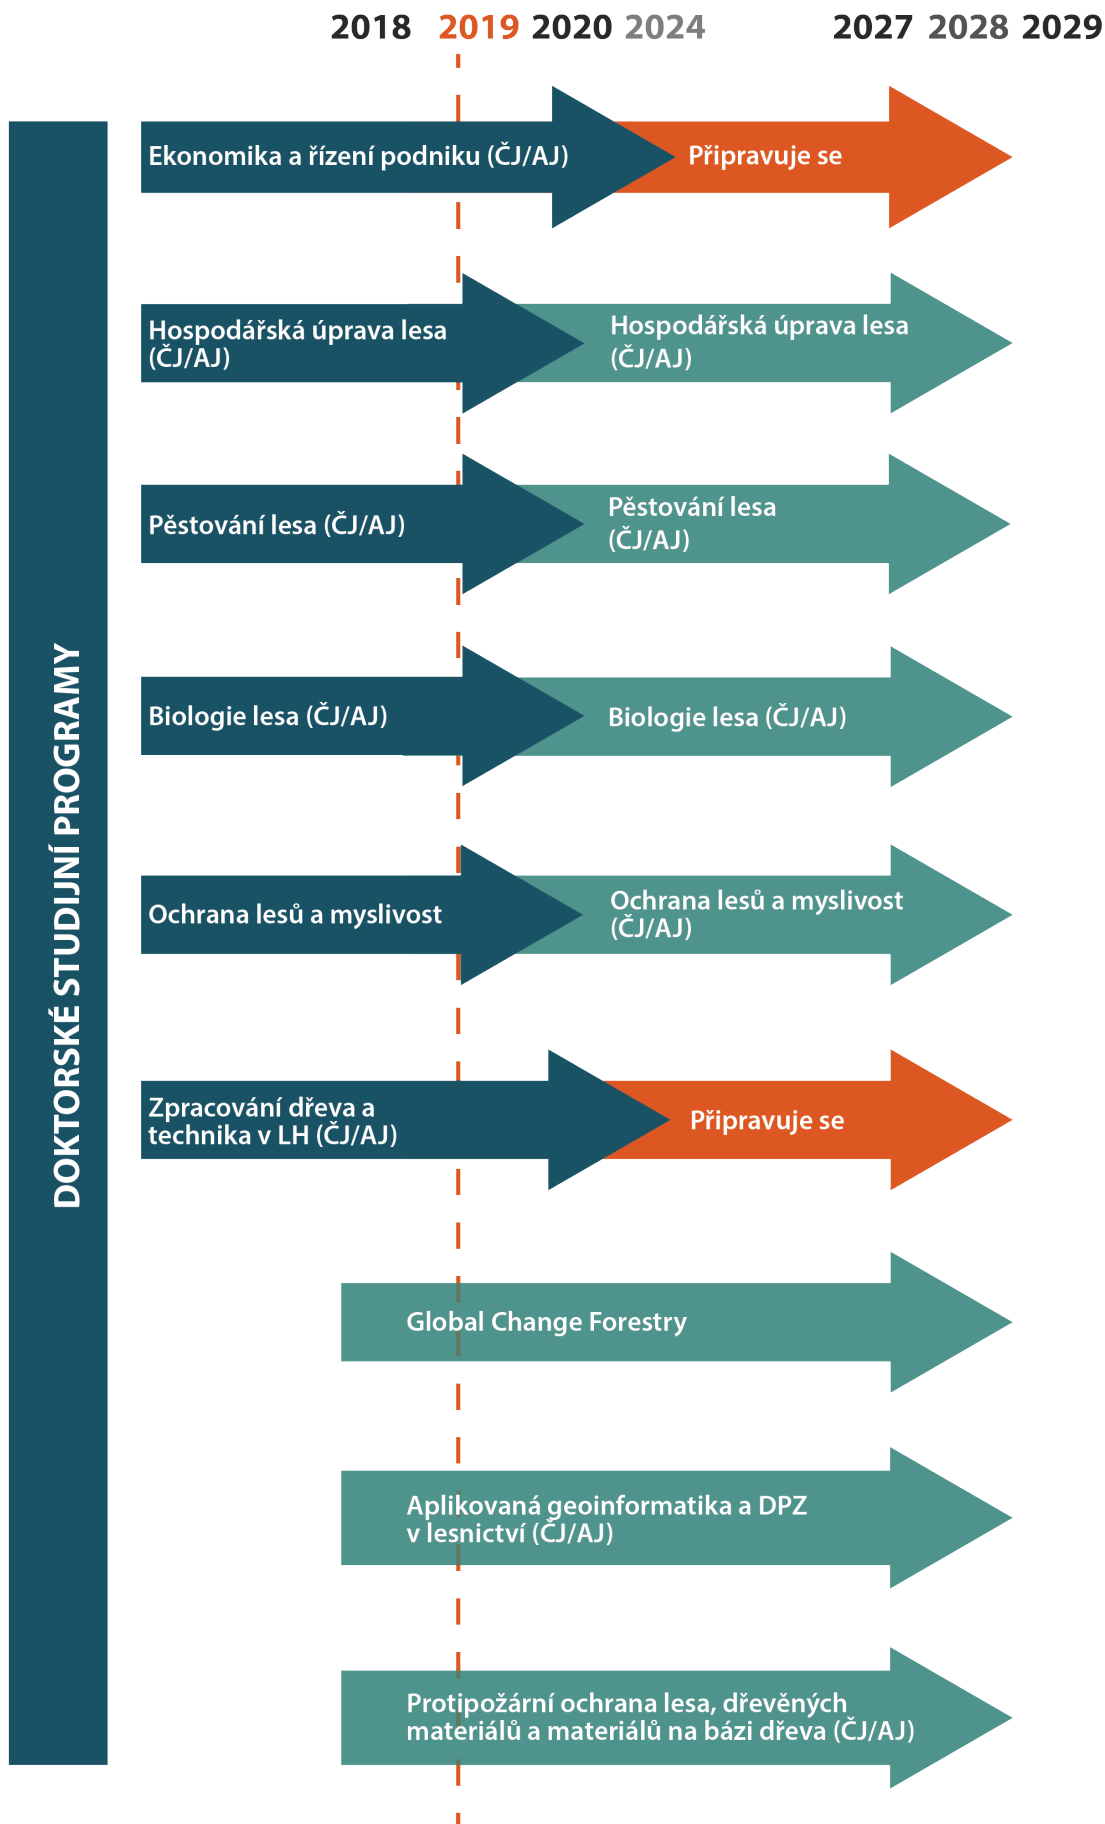 2018 2019 2020 2024 2027 2028 2029
DOKTORSKÉ STUDIJNÍ PROGRAMY
Ekonomika a řízení podniku (ČJ/AJ)
Připravuje se
Hospodářská úprava lesa
(ČJ/AJ)
Hospodářská úprava lesa
(ČJ/AJ)
Pěstování lesa (ČJ/AJ)
Pěstování lesa
(ČJ/AJ)
Biologie lesa (ČJ/AJ)
Biologie lesa (ČJ/AJ)
Ochrana lesů a myslivost
Ochrana lesů a myslivost
(ČJ/AJ)
Zpracování dřeva a
technika v LH (ČJ/AJ)
Připravuje se
Global Change Forestry
Aplikovaná geoinformatika a DPZ
v lesnictví (ČJ/AJ)
Protipožární ochrana lesa, dřevěných
materiálů a materiálů na bázi dřeva (ČJ/AJ)